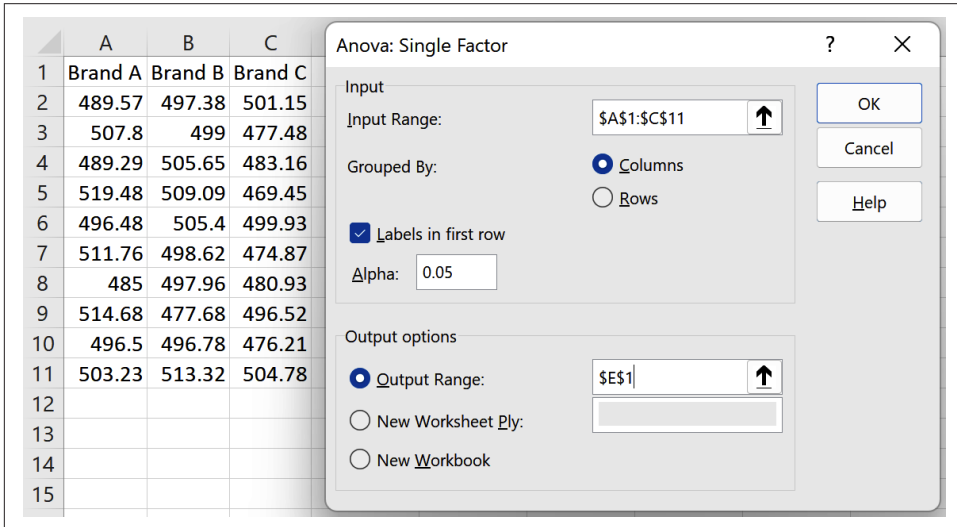 A B C
1 Brand A Brand B Brand C
2 489.57 497.38 501.15
3 507.8 499 477.48
4 489.29 505.65 483.16
5 519.48 509.09 469.45
6 496.48 505.4 499.93
7 511.76 498.62 474.87
8 485 497.96 480.93
9 514.68 477.68 496.52
10 496.5 496.78 476.21
11 503.23 513.32 504.78
12
13
14
15
Anova: Single Factor ?
Input
Input Range: $A$1:$C$11
Grouped By: Columns
Rows
Labels in first row
Alpha: 0.05
OK
Cancel
Help
Output options
Output Range: $E$1
New Worksheet Ply:
New Workbook